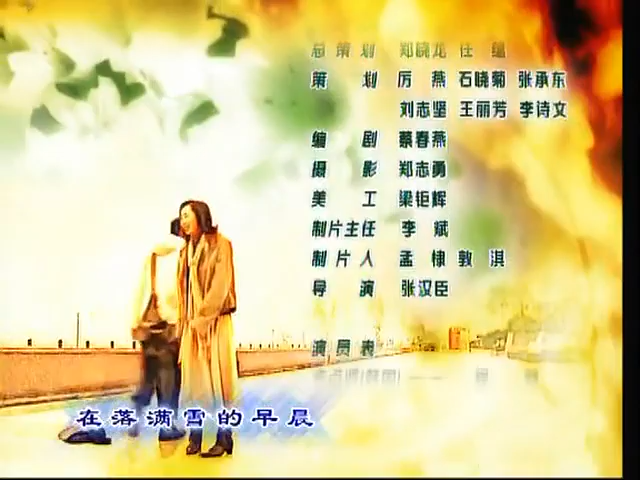 总 策 划 郑晓龙 任 蕴
策 划 厉 燕 石晓菊 张承东
刘志坚 王丽芳 李诗文
编 剧 蔡春燕
摄 影 郑志勇
美 工 梁钜辉
制片主任 李 斌
制 片 人 孟 棣 敦 淇
导 演 张汉臣
演 员 表
在落满雪的早晨